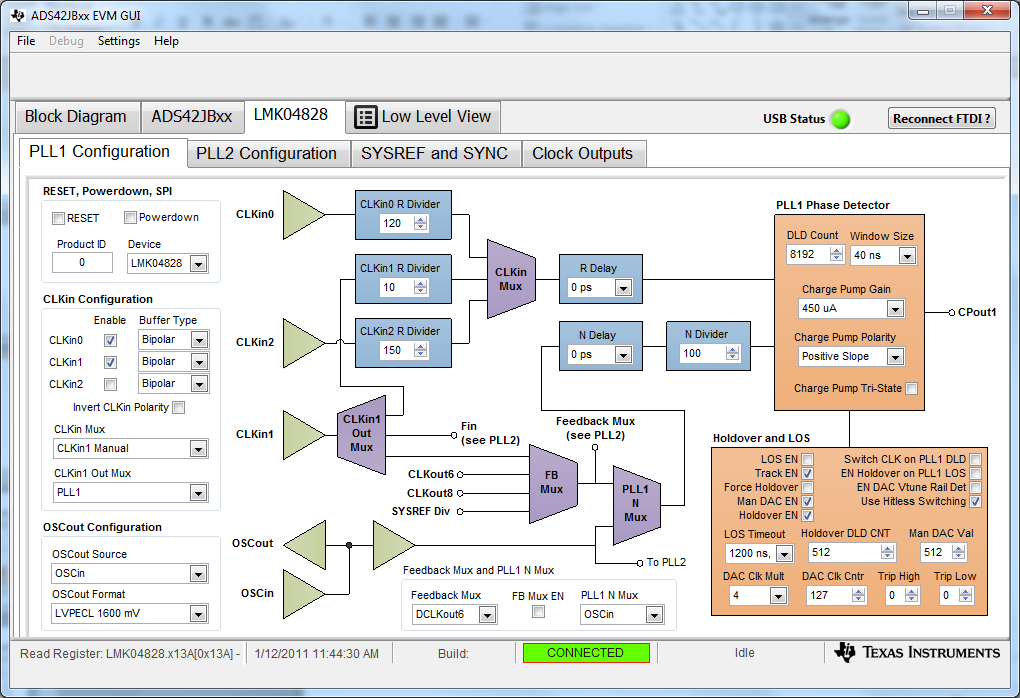 ADS42JBxx EVM GUI
File Debug Settings Help
Block Diagram ADS42JBxx LMK04828 Low Level View
USB Status Reconnect FTDI ?
PLL1 Configuration PLL2 Configuration SYSREF and SYNC Clock Outputs
RESET, Powerdown, SPI
RESET Powerdown
Product ID Device
0 LMK04828
CLKin Configuration
Enable Buffer Type
CLKin0 Bipolar
CLKin1 Bipolar
CLKin2 Bipolar
Invert CLKin Polarity
CLKin Mux
CLKin1 Manual
CLKin1 Out Mux
PLL1
OSCout Configuration
OSCout Source
OSCin
OSCout Format
LVPECL 1600 mV
CLKin0
CLKin0 R Divider
120
CLKin1 R Divider
10
CLKin2
CLKin2 R Divider
150
CLKin
Mux
R Delay
0 ps
N Delay
0 ps
N Divider
100
CLKin1
CLKin1
Out
Mux
Fin
(see PLL2)
Feedback Mux
(see PLL2)
CLKout6
CLKout8
SYSREF Div
FB
Mux
PLL1
N
Mux
OSCout
OSCin
To PLL2
Feedback Mux and PLL1 N Mux
Feedback Mux FB Mux EN PLL1 N Mux
DCLKout6 OSCin
PLL1 Phase Detector
DLD Count Window Size
8192 40 ns
Charge Pump Gain
450 uA
Charge Pump Polarity
Positive Slope
Charge Pump Tri-State
CPout1
Holdover and LOS
LOS EN Switch CLK on PLL1 DLD
Track EN EN Holdover on PLL1 LOS
Force Holdover EN DAC Vtune Rail Det
Man DAC EN Use Hitless Switching
Holdover EN
LOS Timeout Holdover DLD CNT Man DAC Val
1200 ns, 512 512
DAC Clk Mult DAC Clk Cntr Trip High Trip Low
4 127 0 0
Read Register: LMK04828.x13A[0x13A] - 1/12/2011 11:44:30 AM Build: CONNECTED Idle TEXAS INSTRUMENTS